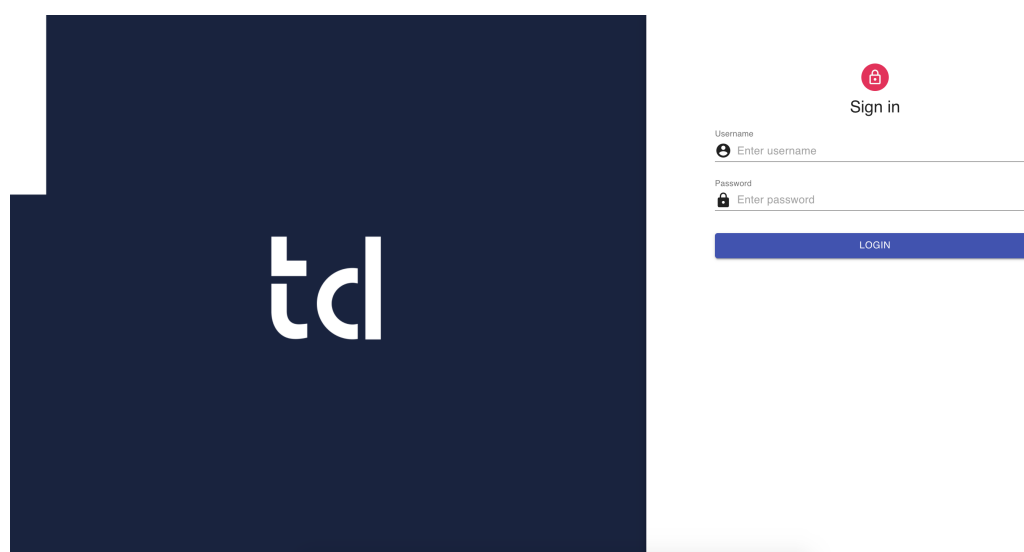 td
Sign in
Username
Enter username
Password
Enter password
LOGIN